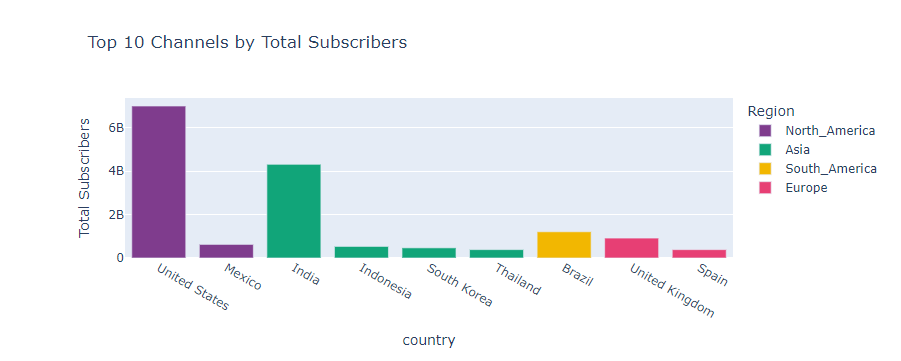 Top 10 Channels by Total Subscribers
Total Subscribers
6B
4B
2B
0
United States
Mexico
India
Indonesia
South Korea
Thailand
Brazil
United Kingdom
Spain
country
Region
North_America
Asia
South_America
Europe